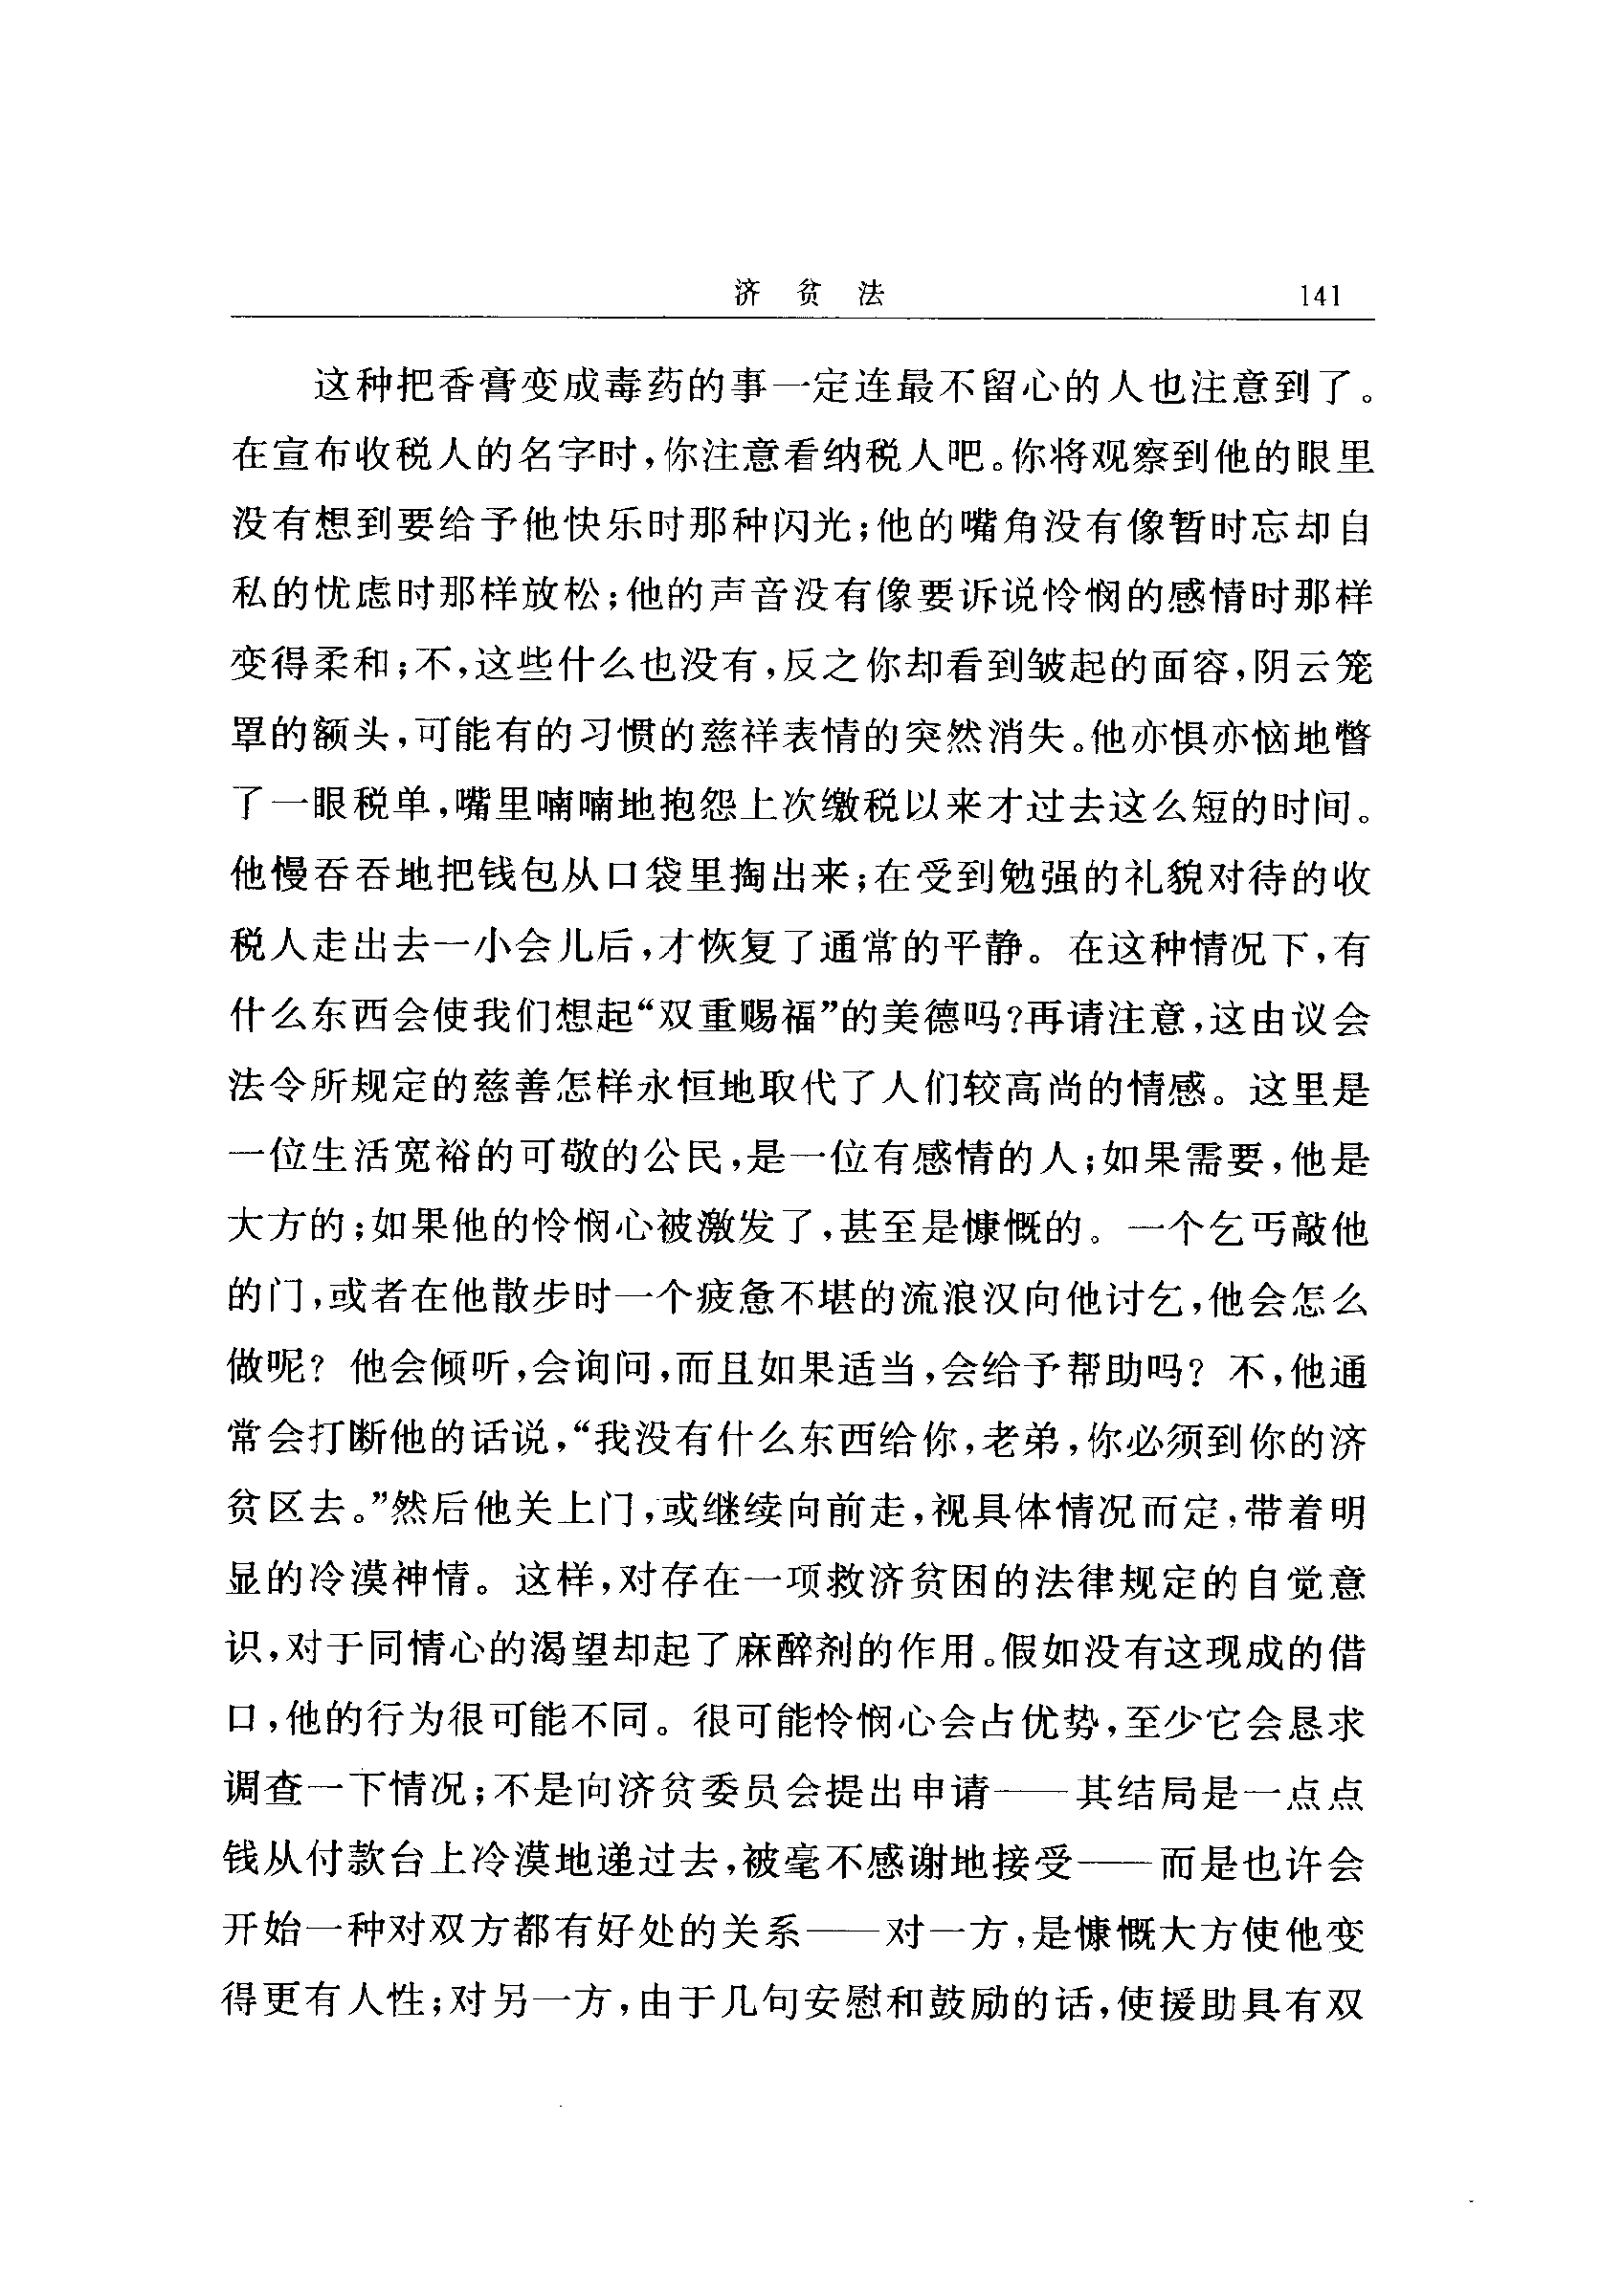 济贫法 141
这种把香膏变成毒药的事一定连最不留心的人也注意到了。
在宣布收税人的名字时,你注意看纳税人吧。你将观察到他的眼里
没有想到要给予他快乐时那种闪光;他的嘴角没有像暂时忘却自
私的忧虑时那样放松;他的声音没有像要诉说怜悯的感情时那样
变得柔和;不,这些什么也没有,反之你却看到皱起的面容,阴云笼
罩的额头,可能有的习惯的慈祥表情的突然消失。他亦惧亦恼地瞥
了一眼税单,嘴里喃喃地抱怨上次缴税以来才过去这么短的时间。
他慢吞吞地把钱包从口袋里掏出来;在受到勉强的礼貌对待的收
税人走出去一小会儿后,才恢复了通常的平静。在这种情况下,有
什么东西会使我们想起“双重赐福”的美德吗?再请注意,这由议会
法令所规定的慈善怎样永恒地取代了人们较高尚的情感。这里是
一位生活宽裕的可敬的公民,是一位有感情的人;如果需要,他是
大方的;如果他的怜悯心被激发了,甚至是慷慨的。一个乞丐敲他
的门,或者在他散步时一个疲惫不堪的流浪汉向他讨乞,他会怎么
做呢?他会倾听,会询问,而且如果适当,会给予帮助吗?不,他通
常会打断他的话说,“我没有什么东西给你,老弟,你必须到你的济
贫区去。”然后他关上门,或继续向前走,视具体情况而定,带着明
显的冷漠神情。这样,对存在一项救济贫困的法律规定的自觉意
识,对于同情心的渴望却起了麻醉剂的作用。假如没有这现成的借
口,他的行为很可能不同。很可能怜悯心会占优势,至少它会恳求
调查一下情况;不是向济贫委员会提出申请——其结局是一点点
钱从付款台上冷漠地递过去,被毫不感谢地接受——而是也许会
开始一种对双方都有好处的关系——对一方,是慷慨大方使他变
得更有人性;对另一方,由于几句安慰和鼓励的话,使援助具有双